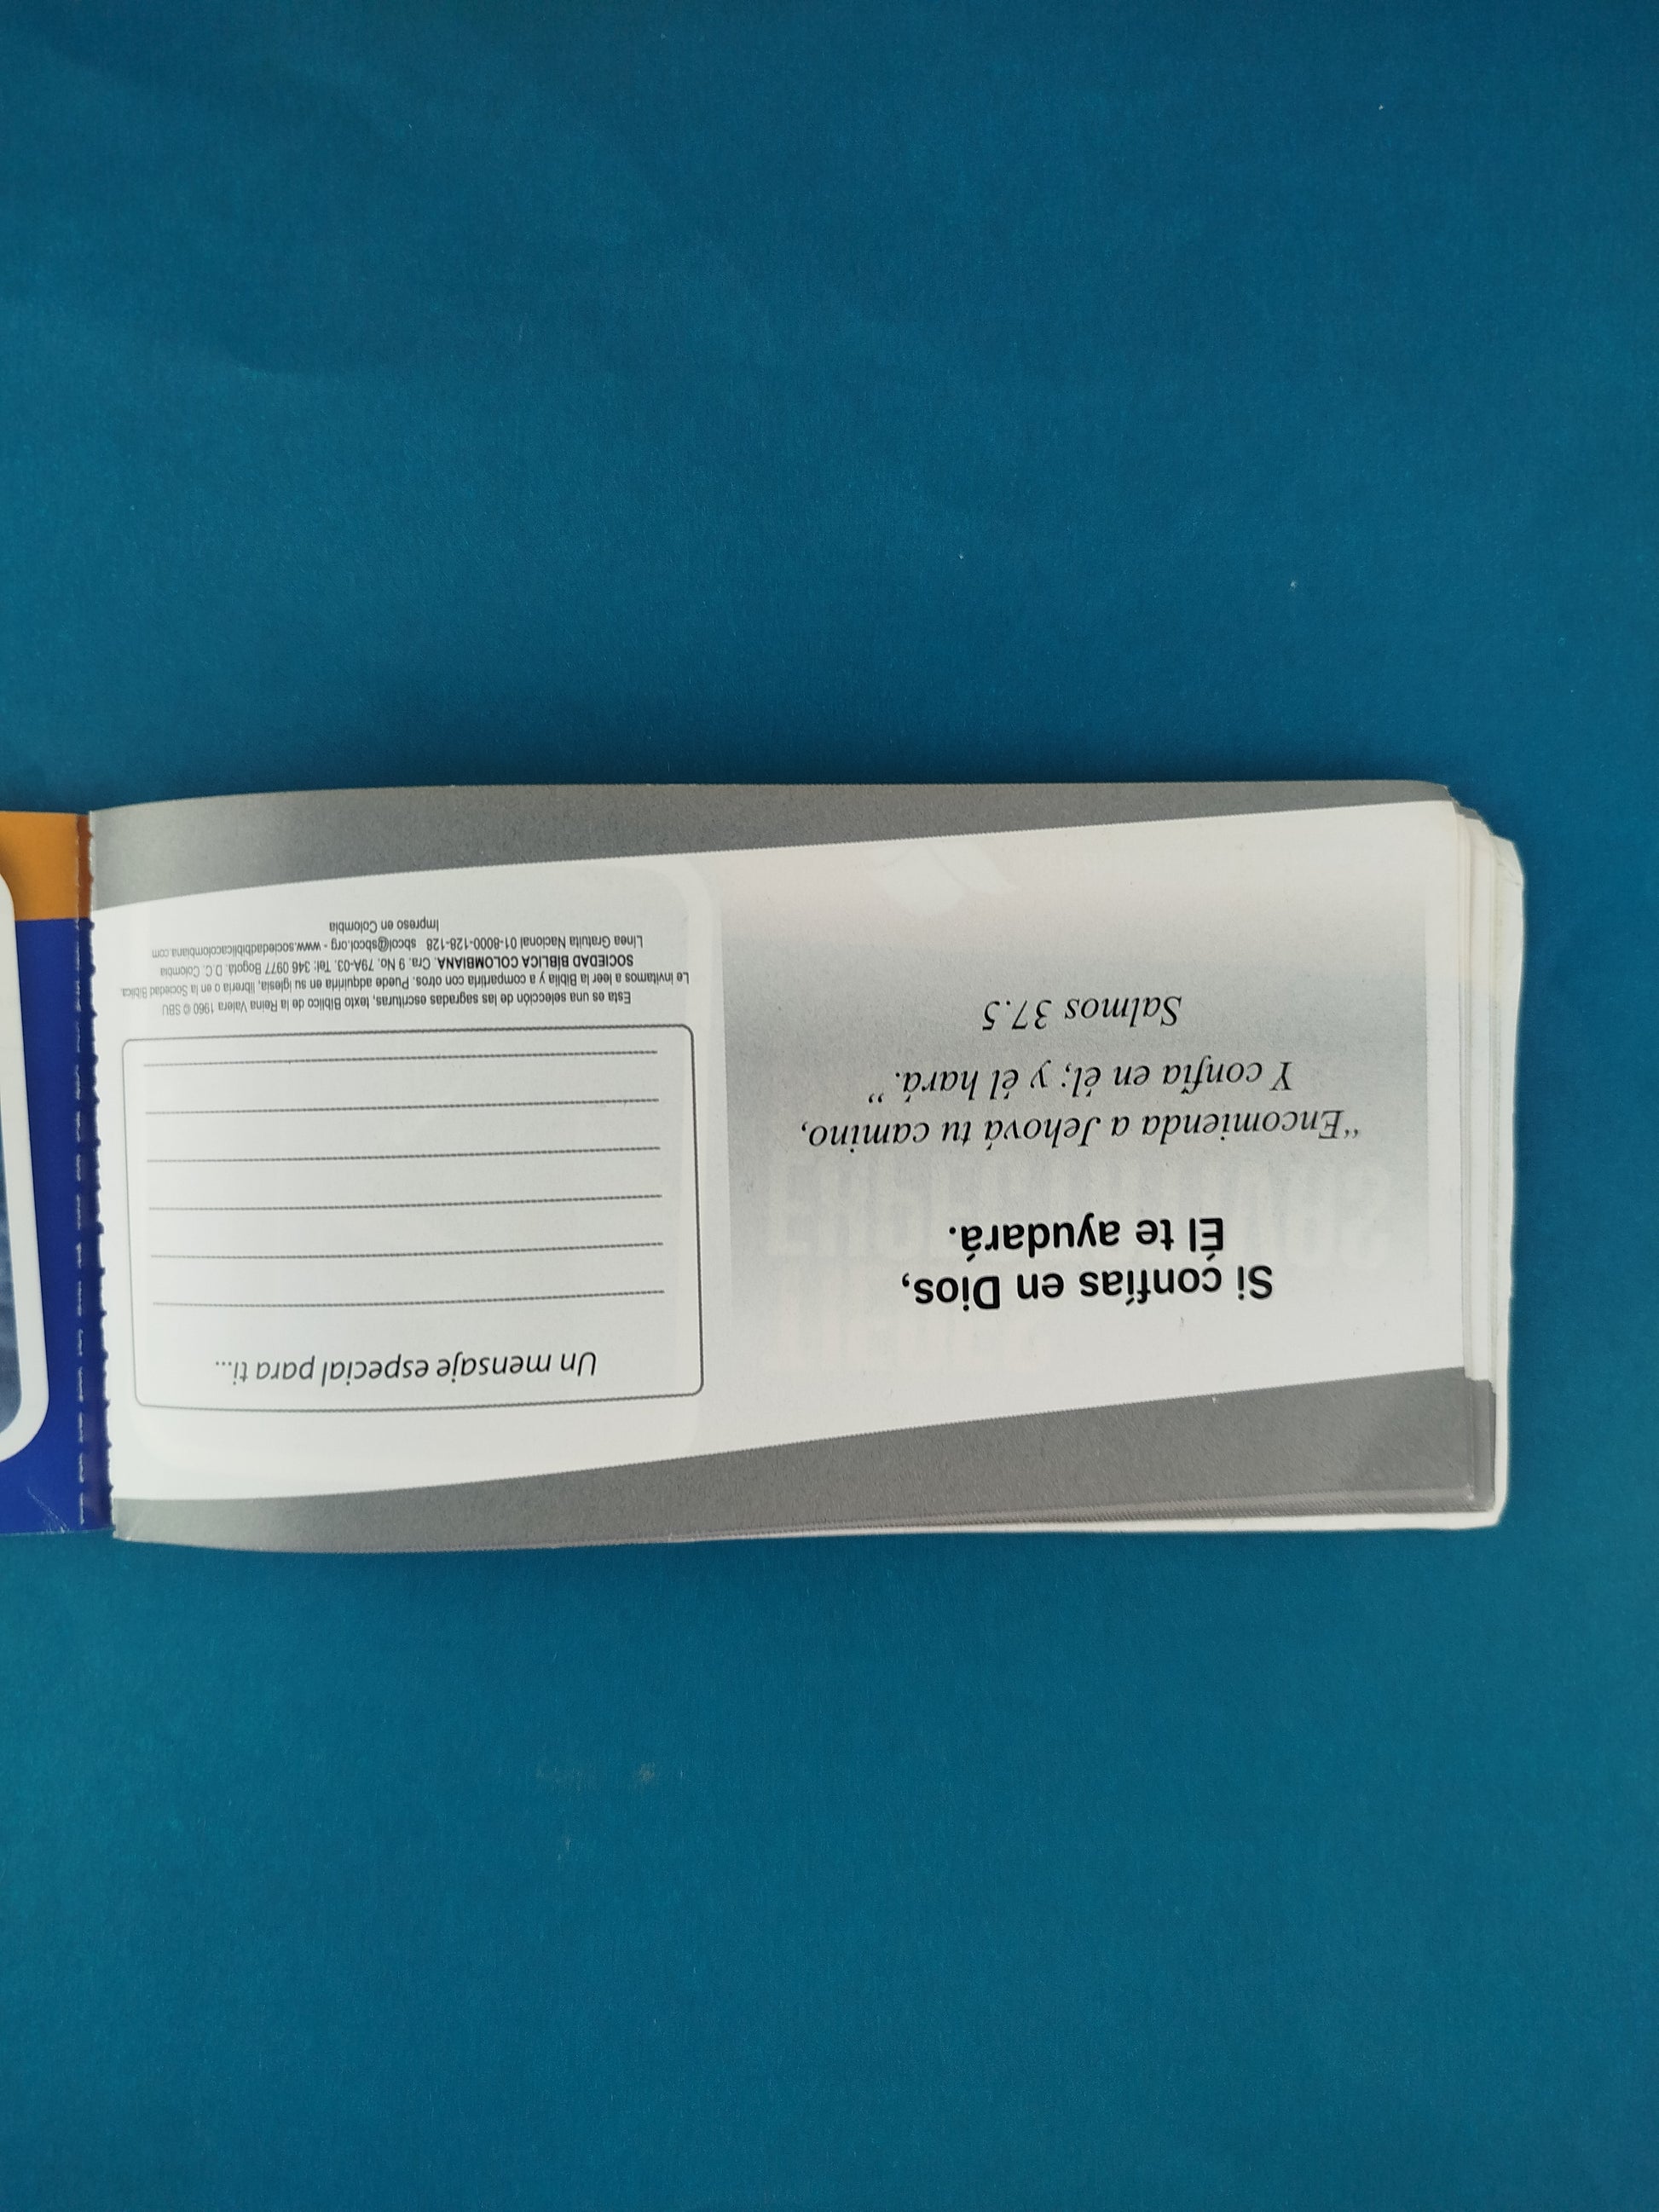 Si confías en Dios,
Él te ayudará.
“Encomienda a Jehová tu camino,
Y confía en él; y él hará.”
Salmos 37.5
Un mensaje especial para ti...
Esta es una selección de las sagradas escrituras, texto Bíblico de la Reina Valera 1960 © SBU
Le invitamos a leer la Biblia y a compartirla con otros. Puede adquirirla en su iglesia, librería o en la Sociedad Bíblica.
SOCIEDAD BÍBLICA COLOMBIANA. Cra. 9 No. 79A-03. Tel: 346 0977 Bogotá. D.C. Colombia
Línea Gratuita Nacional 01-8000-128-128 sbcol@sbcol.org - www.sociedadbiblicacolombiana.com
Impreso en Colombia